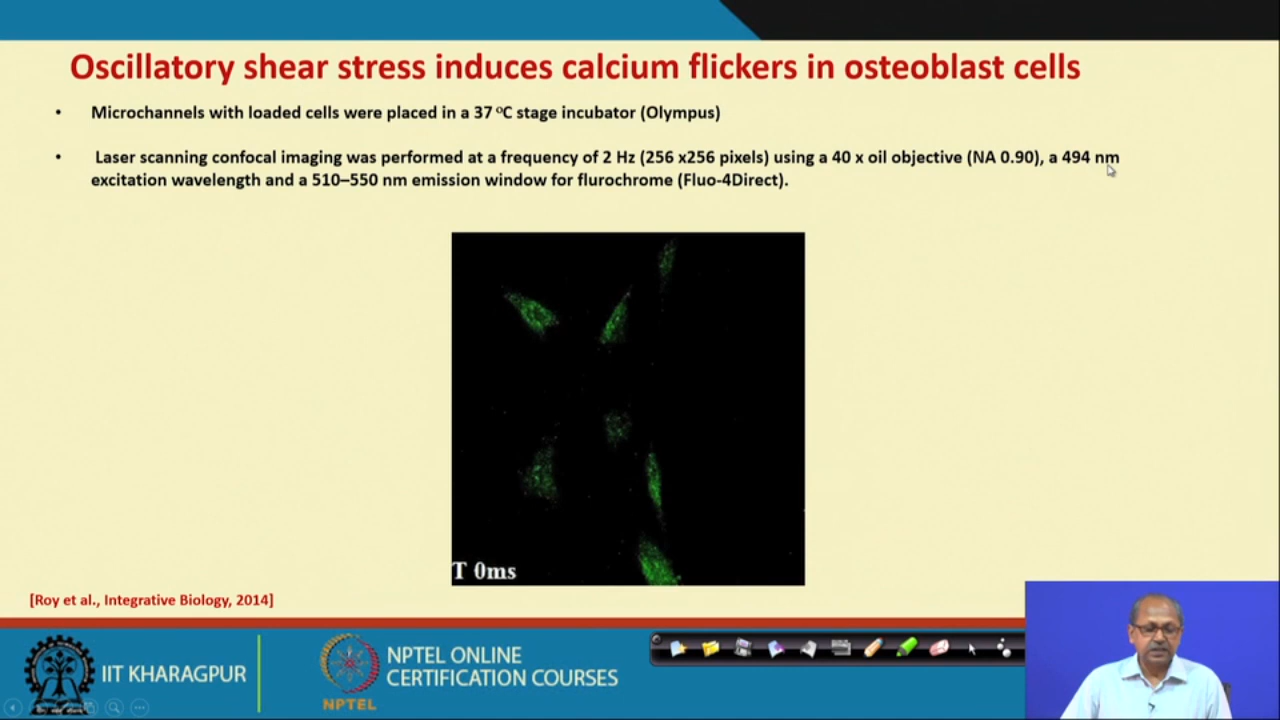 Oscillatory shear stress induces calcium flickers in osteoblast cells
• Microchannels with loaded cells were placed in a 37 ºC stage incubator (Olympus)
• Laser scanning confocal imaging was performed at a frequency of 2 Hz (256 x256 pixels) using a 40 x oil objective (NA 0.90), a 494 nm
excitation wavelength and a 510–550 nm emission window for flurochrome (Fluo-4Direct).
T 0ms
[Roy et al., Integrative Biology, 2014]
IIT KHARAGPUR
NPTEL
NPTEL ONLINE
CERTIFICATION COURSES